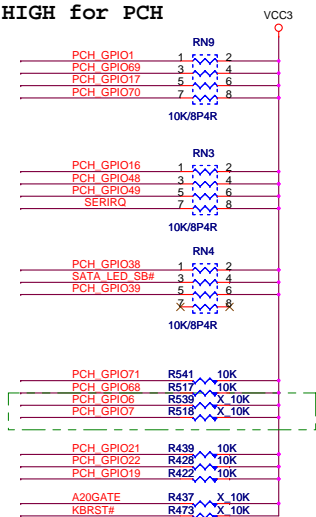 HIGH for PCH
VCC3
RN9
PCH_GPIO1 1 2
PCH_GPIO69 3 4
PCH_GPIO17 5 6
PCH_GPIO70 7 8
10K/8P4R
RN3
PCH_GPIO16 1 2
PCH_GPIO48 3 4
PCH_GPIO49 5 6
SERIRQ 7 8
10K/8P4R
RN4
PCH_GPIO38 1 2
SATA_LED_SB# 3 4
PCH_GPIO39 5 6
7 8
10K/8P4R
PCH_GPIO71 R541 10K
PCH_GPIO68 R517 10K
PCH_GPIO6 R539 X_10K
PCH_GPIO7 R518 X_10K
PCH_GPIO21 R439 10K
PCH_GPIO22 R428 10K
PCH_GPIO19 R422 10K
A20GATE R437 X_10K
KBRST# R473 X_10K